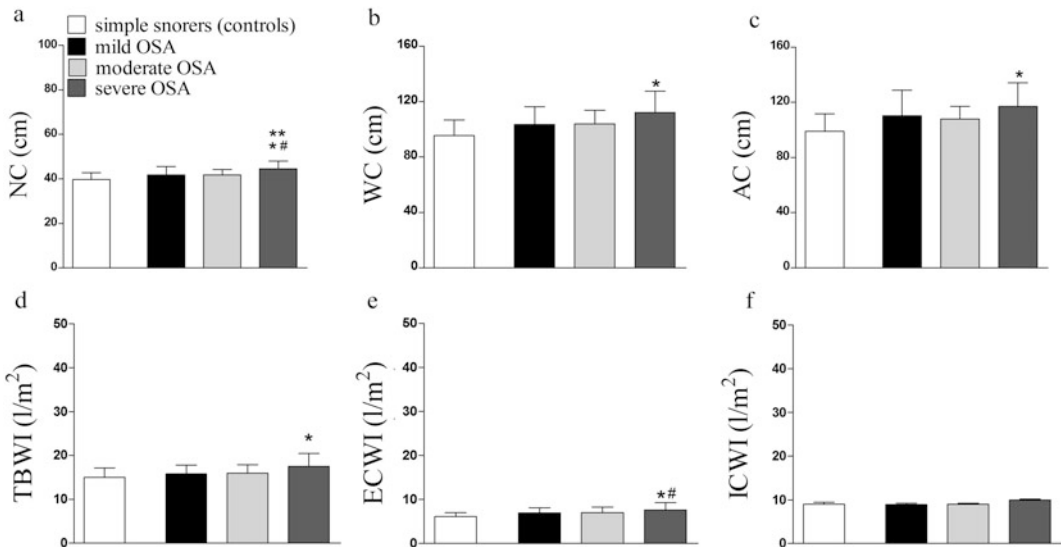 a
simple snorers (controls)
mild OSA
moderate OSA
severe OSA
NC (cm)
100
80
60
40
20
0
**
*#
b
WC (cm)
160
120
80
40
0
*
c
AC (cm)
160
120
80
40
0
*
d
TBWI (l/m²)
50
40
30
20
10
0
*
e
ECWI (l/m²)
50
40
30
20
10
0
*#
f
ICWI (l/m²)
50
40
30
20
10
0